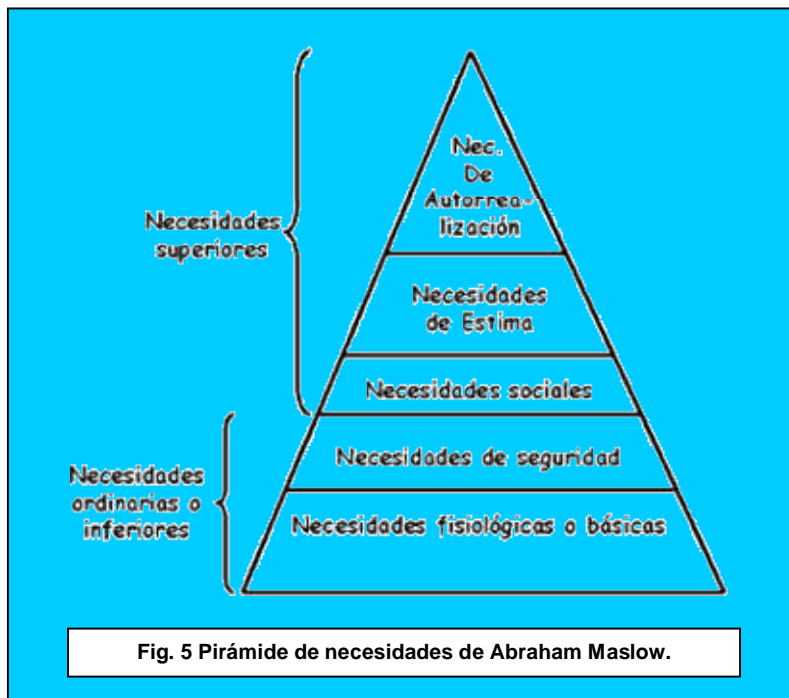 Nec.
De
Autorrea-
lización
Necesidades
superiores
Necesidades
de Estima
Necesidades sociales
Necesidades de seguridad
Necesidades
ordinarias o
inferiores
Necesidades fisiológicas o básicas
Fig. 5 Pirámide de necesidades de Abraham Maslow.